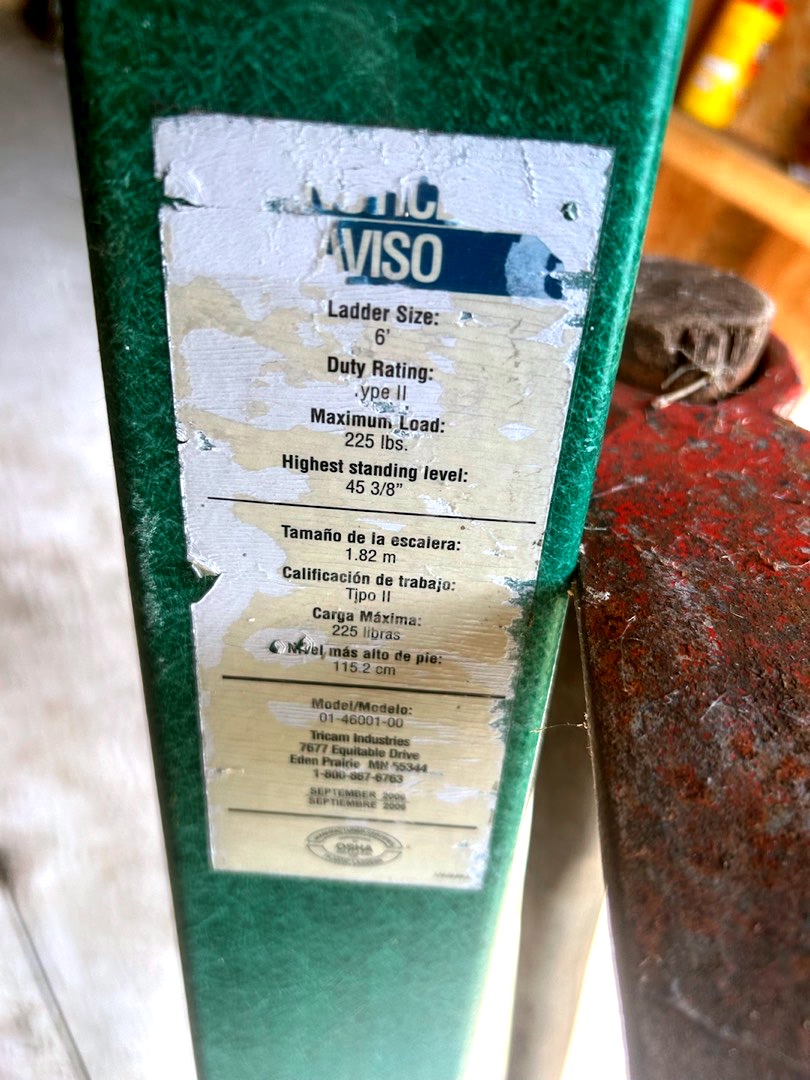 NOTICE
AVISO
Ladder Size:
6'
Duty Rating:
ype II
Maximum Load:
225 lbs.
Highest standing level:
45 3/8"
Tamaño de la escalera:
1.82 m
Calificación de trabajo:
Tipo II
Carga Máxima:
225 libras
Nivel más alto de pie:
115.2 cm
Model/Modelo:
01-46001-00
Tricam Industries
7677 Equitable Drive
Eden Prairie MN 55344
1-800-867-6763
SEPTEMBER 2006
SEPTIEMBRE 2006
OSHA